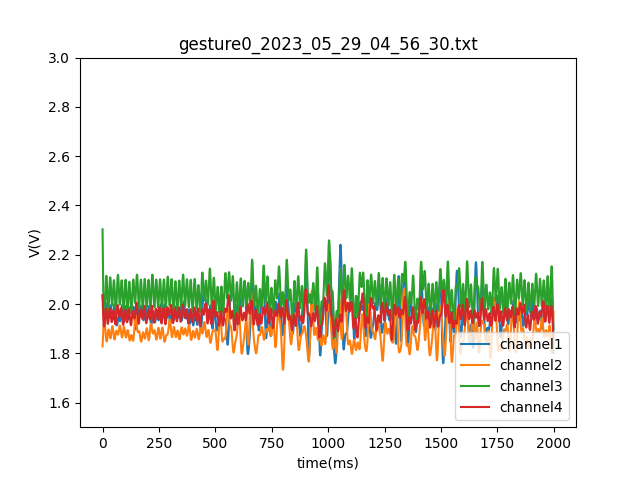 gesture0_2023_05_29_04_56_30.txt
3.0
2.8
2.6
2.4
2.2
2.0
1.8
1.6
V(V)
channel1
channel2
channel3
channel4
0 250 500 750 1000 1250 1500 1750 2000
time(ms)